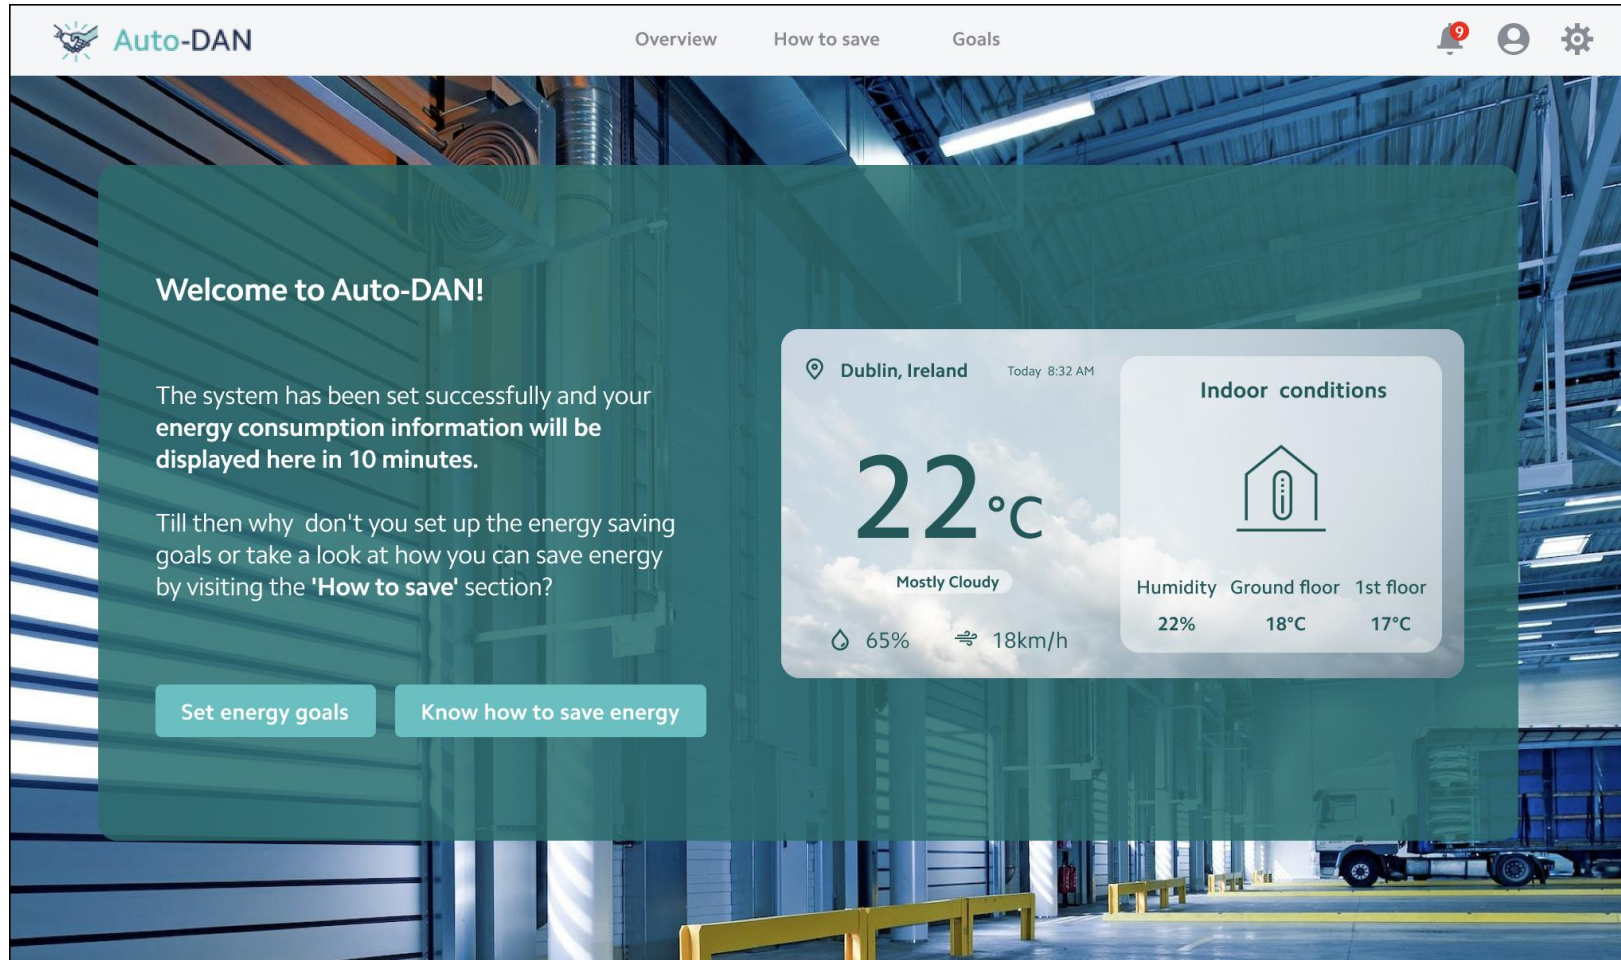 Auto-DAN
Overview How to save Goals
9
Welcome to Auto-DAN!
The system has been set successfully and your
energy consumption information will be
displayed here in 10 minutes.
Till then why don't you set up the energy saving
goals or take a look at how you can save energy
by visiting the 'How to save' section?
Set energy goals
Know how to save energy
Dublin, Ireland Today 8:32 AM
22°C
Mostly Cloudy
65% 18km/h
Indoor conditions
Humidity Ground floor 1st floor
22% 18°C 17°C